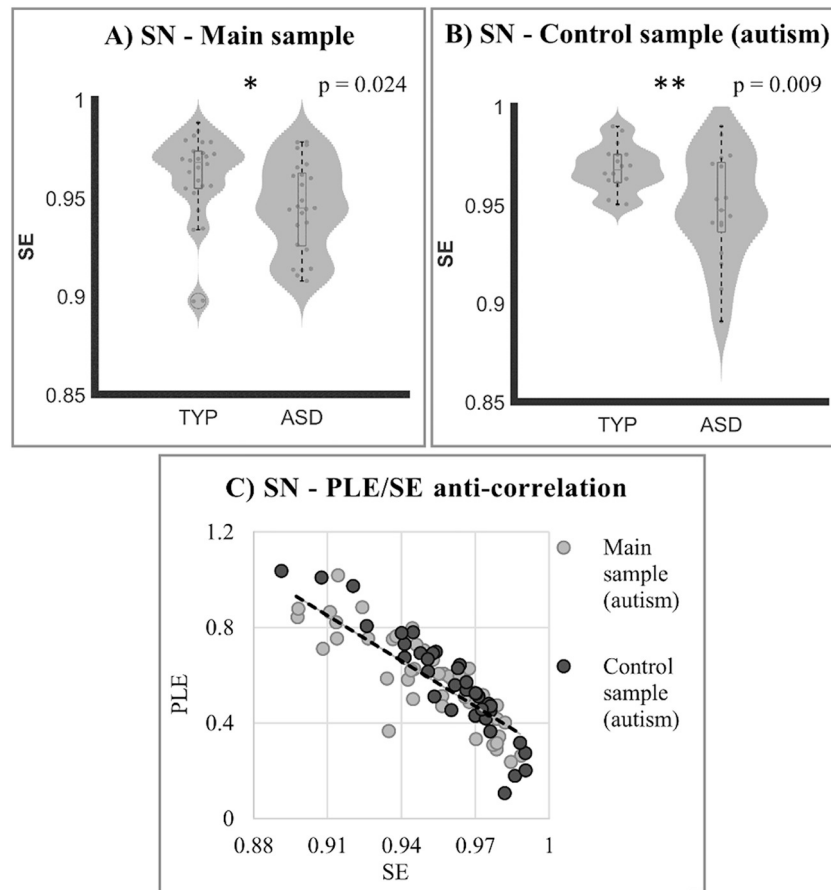 A) SN - Main sample
* p = 0.024
1
0.95
0.9
0.85
SE
TYP ASD
B) SN - Control sample (autism)
** p = 0.009
1
0.95
0.9
0.85
SE
TYP ASD
C) SN - PLE/SE anti-correlation
1.2
0.8
0.4
0
PLE
0.88 0.91 0.94 0.97 1
SE
Main
sample
(autism)
Control
sample
(autism)